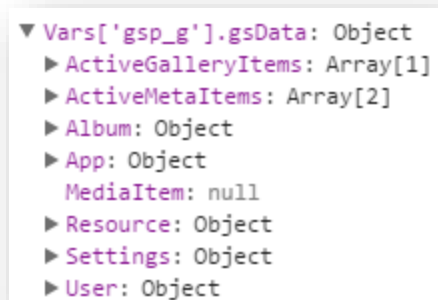 Vars['gsp_g'].gsData: Object
ActiveGalleryItems: Array[1]
ActiveMetaItems: Array[2]
Album: Object
App: Object
MediaItem: null
Resource: Object
Settings: Object
User: Object